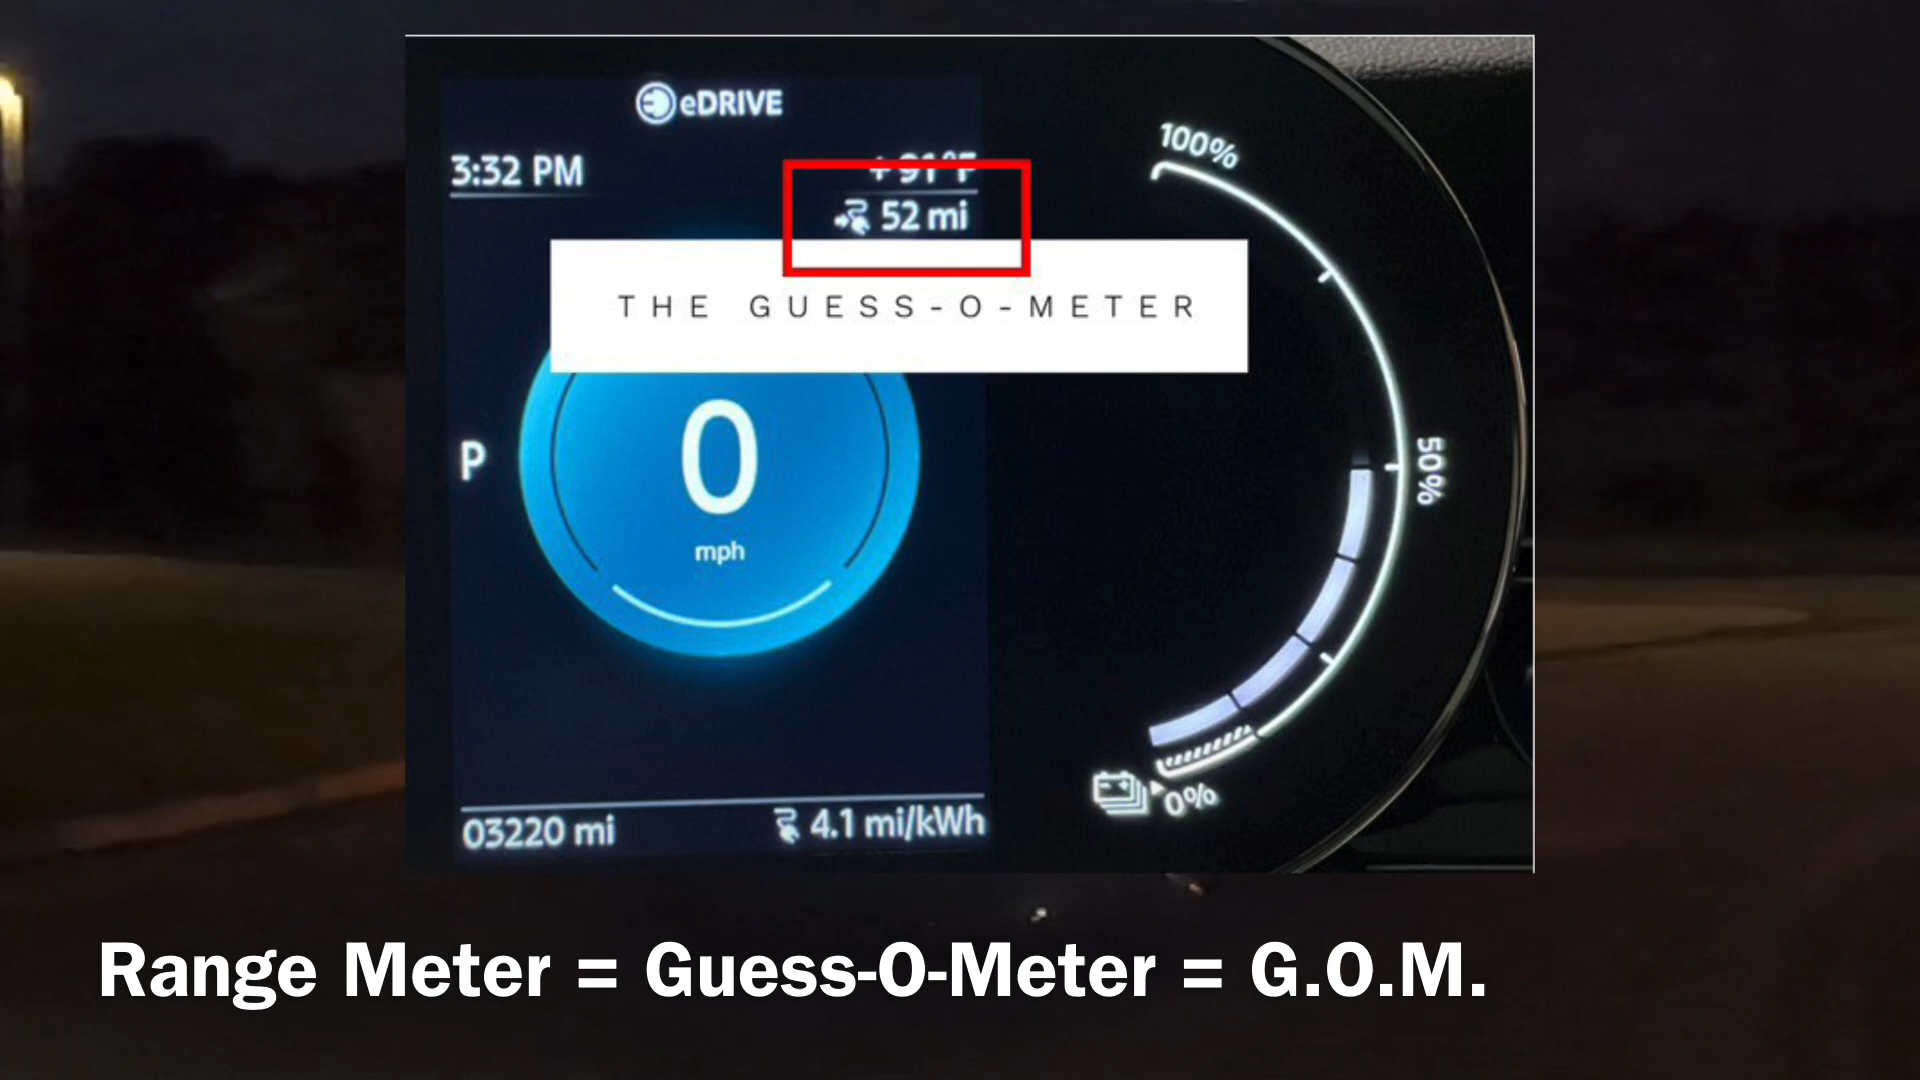 eDRIVE
3:32 PM
+91°F
52 mi
THE GUESS-O-METER
100%
50%
0
P
mph
0%
03220 mi
4.1 mi/kWh
Range Meter = Guess-O-Meter = G.O.M.